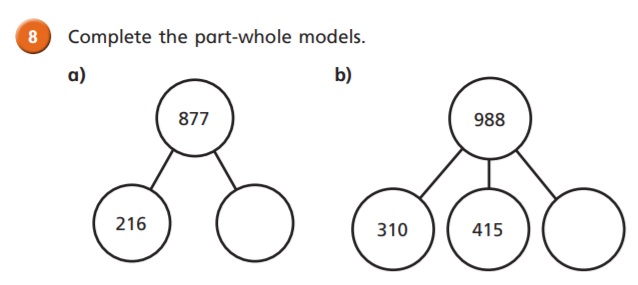 8 Complete the part-whole models.
a) b)
877 988
216 310 415